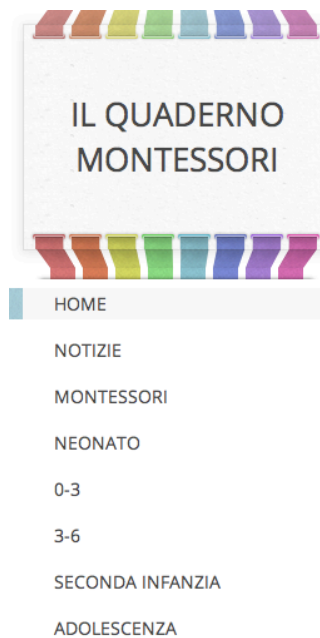 IL QUADERNO
MONTESSORI
HOME
NOTIZIE
MONTESSORI
NEONATO
0-3
3-6
SECONDA INFANZIA
ADOLESCENZA